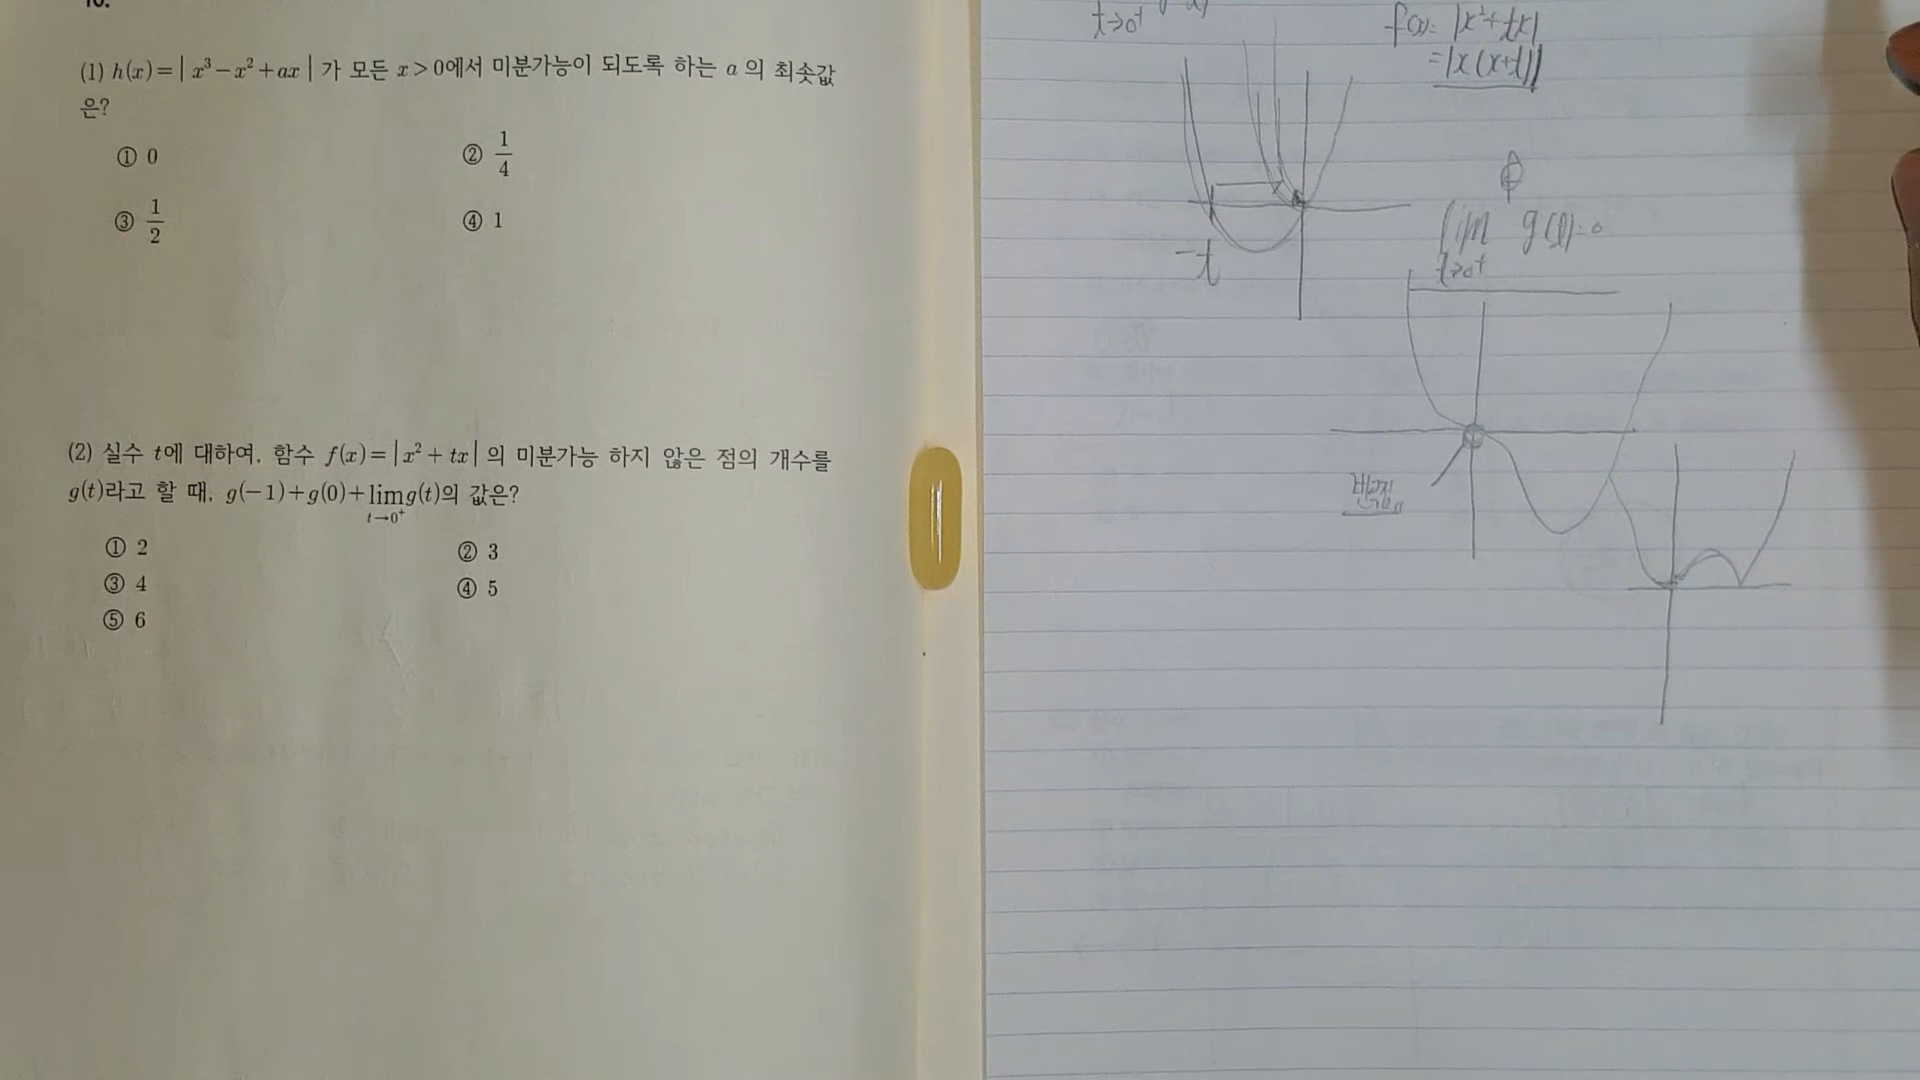 (1) h(x)=|x³-x²+ax|가 모든 x>0에서 미분가능이 되도록 하는 a의 최솟값
은?
① 0 ② 1/4
③ 1/2 ④ 1
(2) 실수 t에 대하여, 함수 f(x)=|x²+tx|의 미분가능 하지 않은 점의 개수를
g(t)라고 할 때, g(-1)+g(0)+lim g(t)의 값은?
t→0⁺
① 2 ② 3
③ 4 ④ 5
⑤ 6
t→0⁺
f(x)= |x²+tx|
=|x(x+t)|
-t
lim g(t)=0
t→0⁺